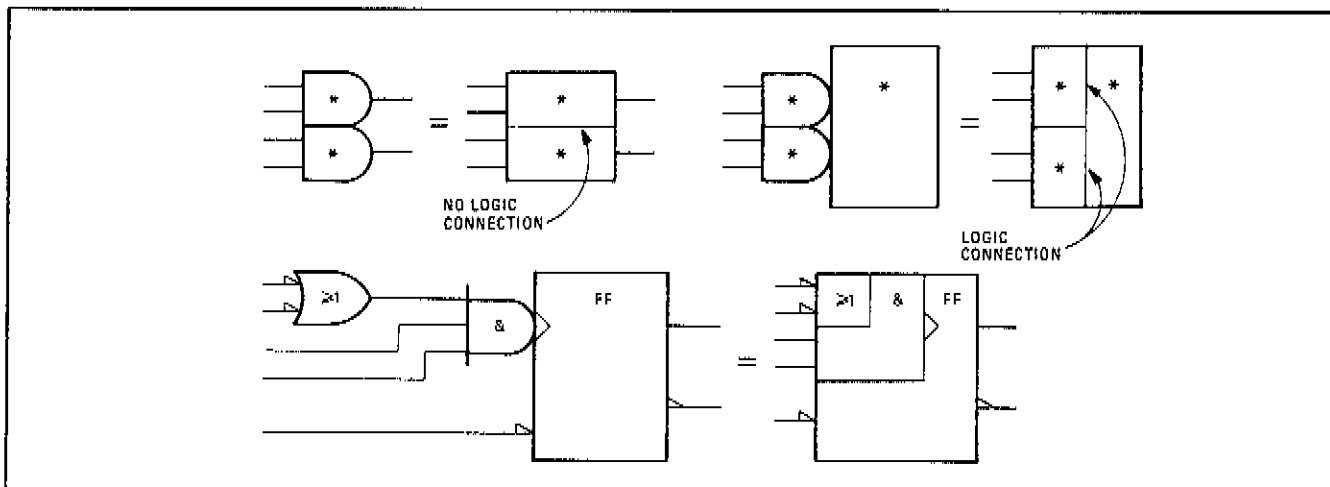 * = * * = * *
* * * *
NO LOGIC
CONNECTION
LOGIC
CONNECTION
≥1 & FF = ≥1 & FF